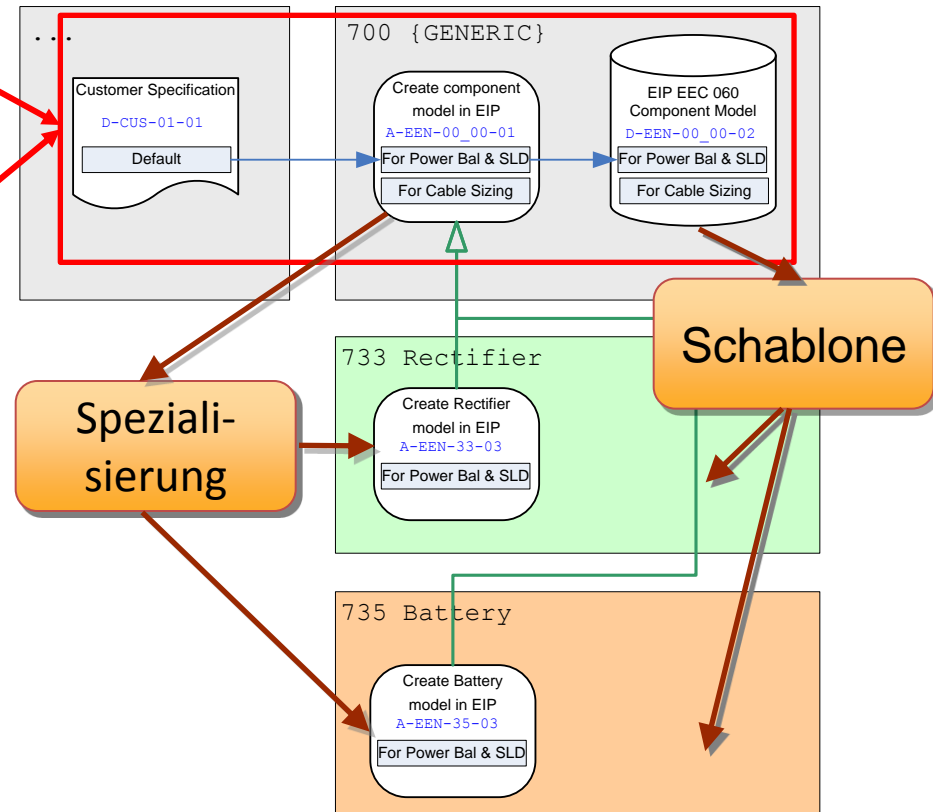 ...
700 {GENERIC}
Customer Specification
D-CUS-01-01
Default
Create component
model in EIP
A-EEN-00_00-01
For Power Bal & SLD
For Cable Sizing
EIP EEC 060
Component Model
D-EEN-00_00-02
For Power Bal & SLD
For Cable Sizing
Schablone
Speziali-
sierung
733 Rectifier
Create Rectifier
model in EIP
A-EEN-33-03
For Power Bal & SLD
735 Battery
Create Battery
model in EIP
A-EEN-35-03
For Power Bal & SLD